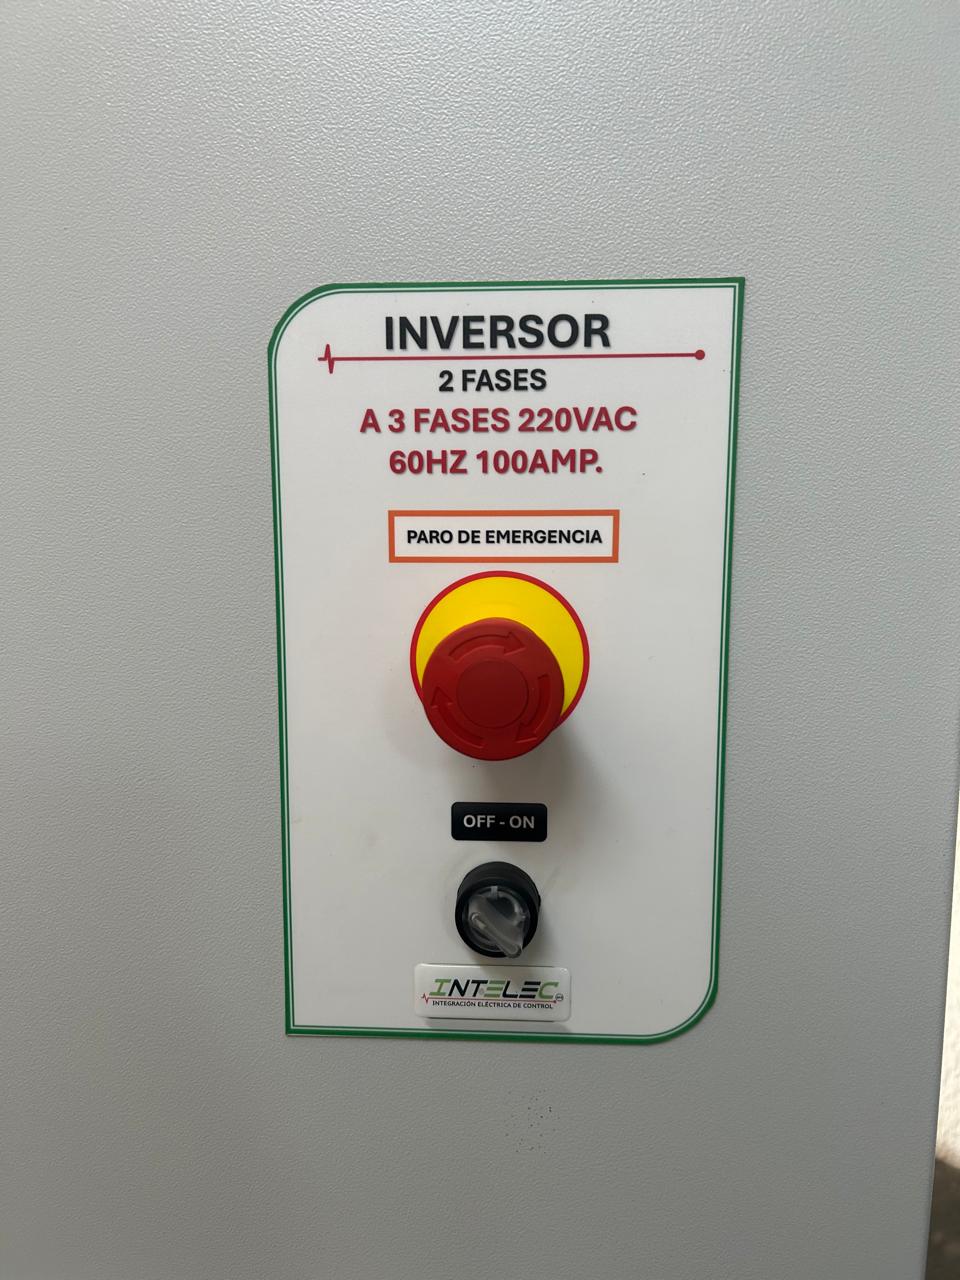 INVERSOR
2 FASES
A 3 FASES 220VAC
60HZ 100AMP.
PARO DE EMERGENCIA
OFF - ON
INTELEC
INTEGRACIÓN ELÉCTRICA DE CONTROL